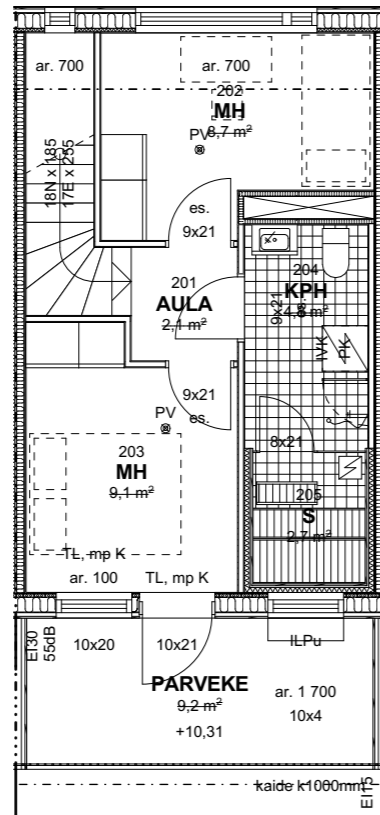 ar. 700
ar. 700
202
MH
8,7 m²
PV
18N x 185
17E x 255
es.
9x21
201
AULA
2,1 m²
204
KPH
4,8 m²
9x21
es.
IVK
PK
9x21
es.
PV
8x21
203
MH
9,1 m²
205
S
2,7 m²
TL, mp K
ar. 100
TL, mp K
EI30
55dB
10x20
10x21
ILPu
PARVEKE
9,2 m²
+10,31
ar. 1 700
10x4
kaide k1000mm
EI15